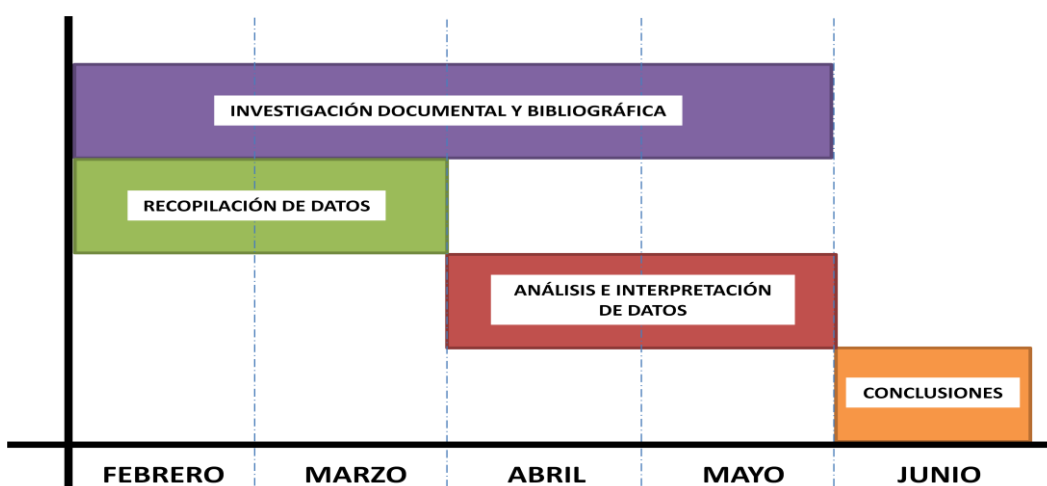 INVESTIGACIÓN DOCUMENTAL Y BIBLIOGRÁFICA
RECOPILACIÓN DE DATOS
ANÁLISIS E INTERPRETACIÓN
DE DATOS
CONCLUSIONES
FEBRERO MARZO ABRIL MAYO JUNIO